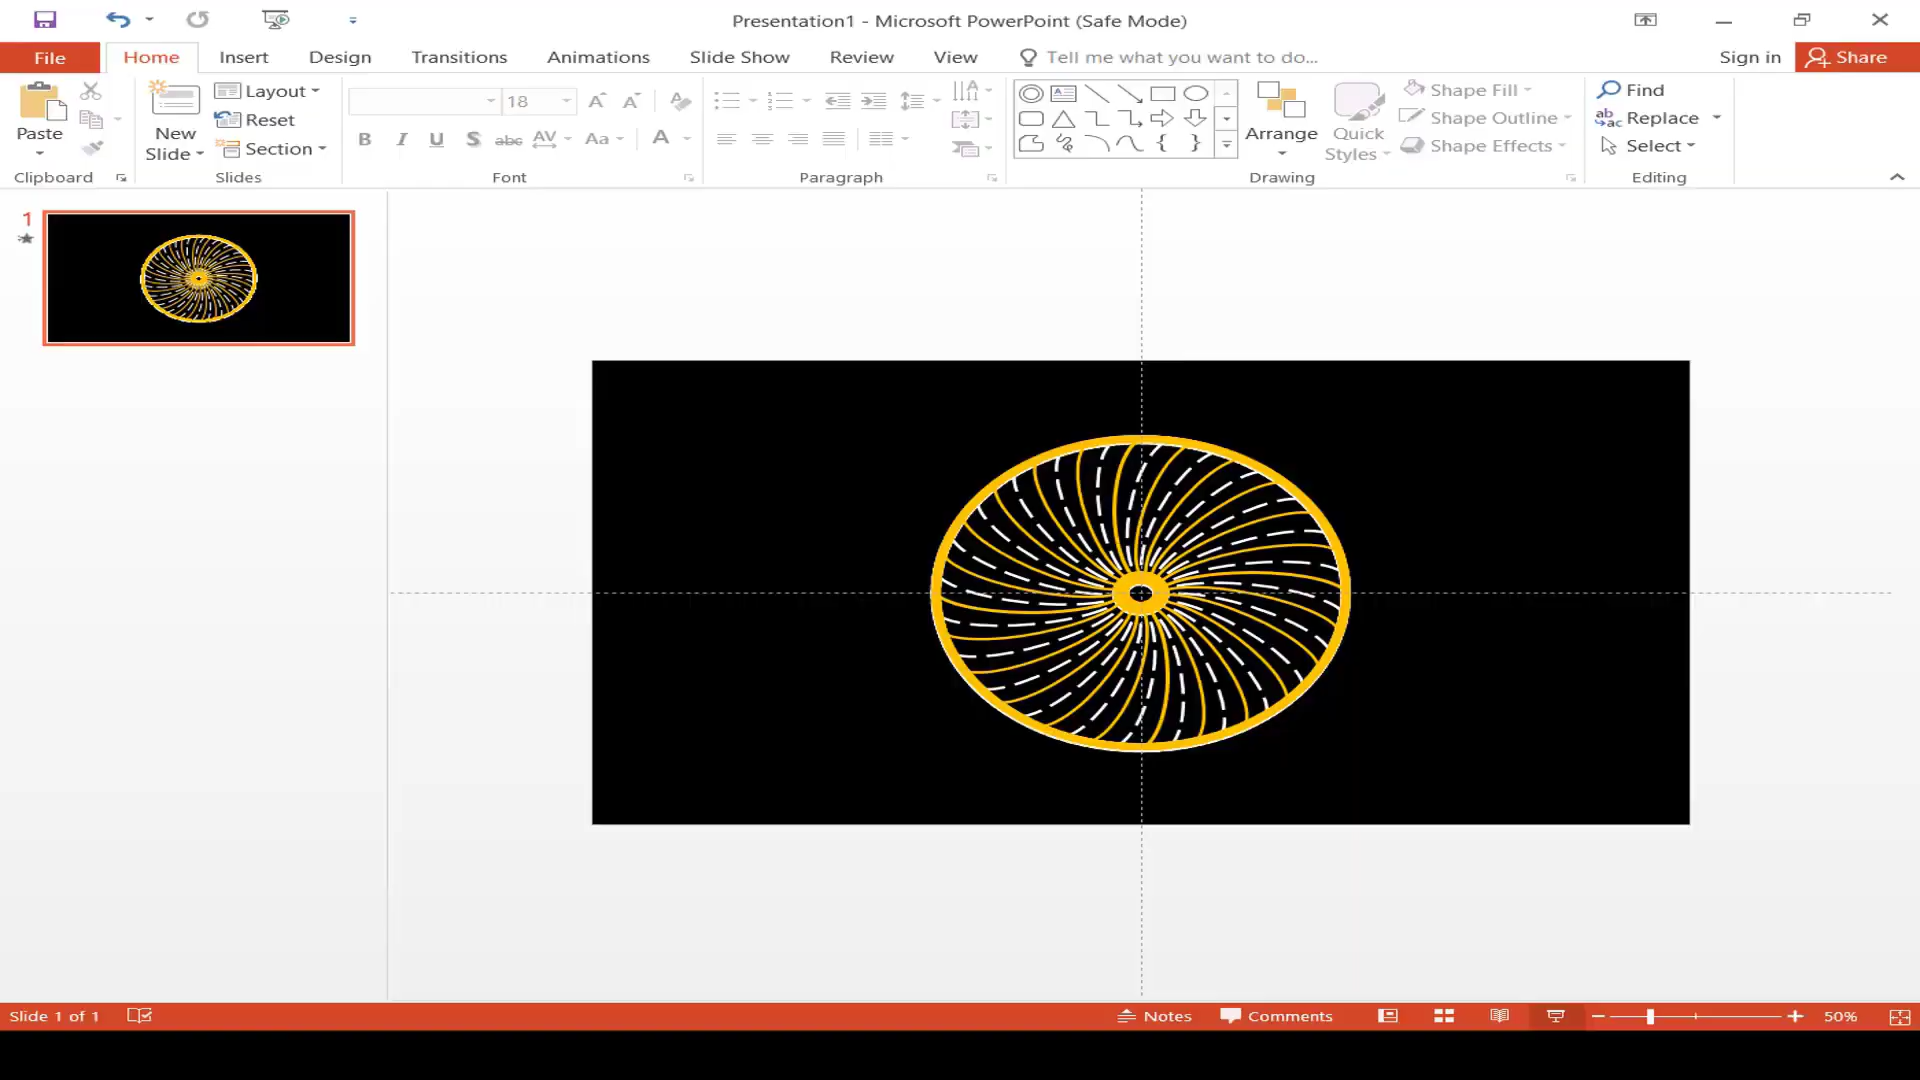 Presentation1 - Microsoft PowerPoint (Safe Mode)
File Home Insert Design Transitions Animations Slide Show Review View Tell me what you want to do... Sign in Share
Paste
New Slide
Layout
Reset
Section
18
B I U S abc AV Aa A
Arrange
Quick Styles
Shape Fill
Shape Outline
Shape Effects
Find
Replace
Select
Clipboard Slides Font Paragraph Drawing Editing
1
Slide 1 of 1 Notes Comments 50%